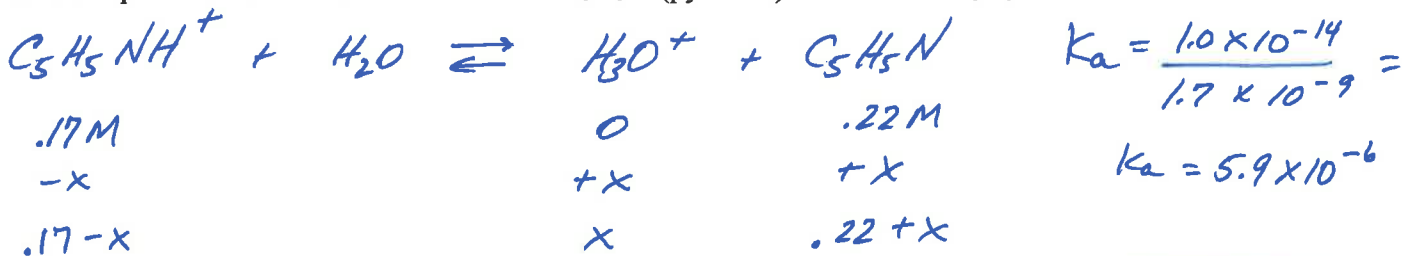 C₅H₅NH⁺ + H₂O ⇌ H₃O⁺ + C₅H₅N Ka = 1.0 x 10⁻¹⁴ / 1.7 x 10⁻⁹ =
.17M 0 .22M
-x +x +x Ka = 5.9 x 10⁻⁶
.17-x x .22+x